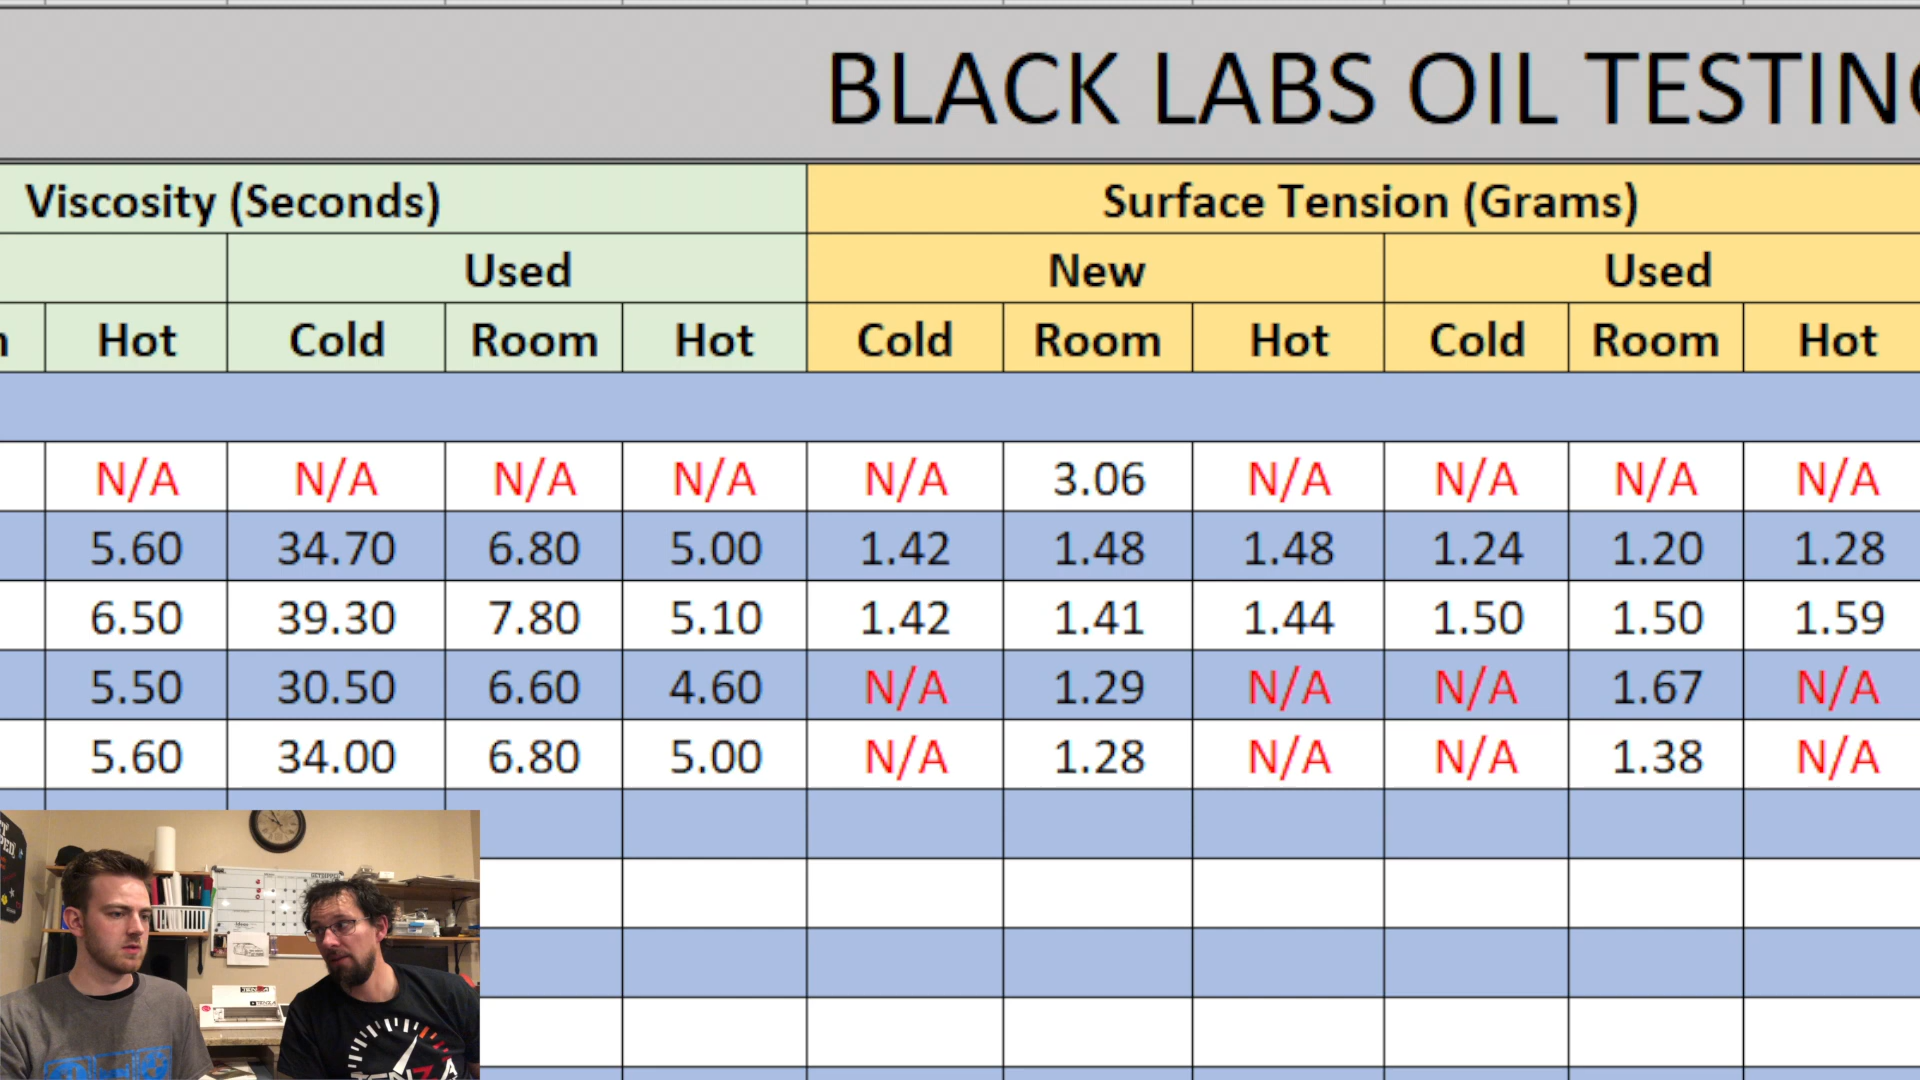 BLACK LABS OIL TESTING
Viscosity (Seconds) Surface Tension (Grams)
Used New Used
Hot Cold Room Hot Cold Room Hot Cold Room Hot
N/A N/A N/A N/A N/A 3.06 N/A N/A N/A N/A
5.60 34.70 6.80 5.00 1.42 1.48 1.48 1.24 1.20 1.28
6.50 39.30 7.80 5.10 1.42 1.41 1.44 1.50 1.50 1.59
5.50 30.50 6.60 4.60 N/A 1.29 N/A N/A 1.67 N/A
5.60 34.00 6.80 5.00 N/A 1.28 N/A N/A 1.38 N/A